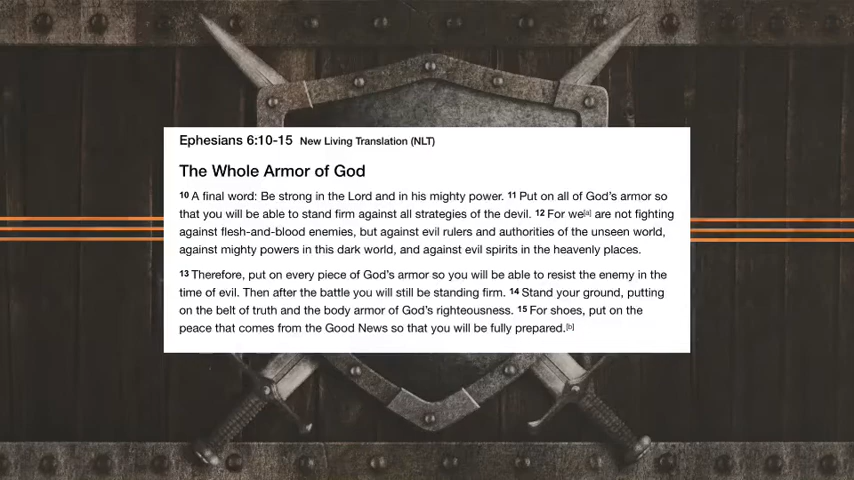 Ephesians 6:10-15 New Living Translation (NLT)
The Whole Armor of God
10 A final word: Be strong in the Lord and in his mighty power. 11 Put on all of God’s armor so
that you will be able to stand firm against all strategies of the devil. 12 For we[a] are not fighting
against flesh-and-blood enemies, but against evil rulers and authorities of the unseen world,
against mighty powers in this dark world, and against evil spirits in the heavenly places.
13 Therefore, put on every piece of God’s armor so you will be able to resist the enemy in the
time of evil. Then after the battle you will still be standing firm. 14 Stand your ground, putting
on the belt of truth and the body armor of God’s righteousness. 15 For shoes, put on the
peace that comes from the Good News so that you will be fully prepared.[b]